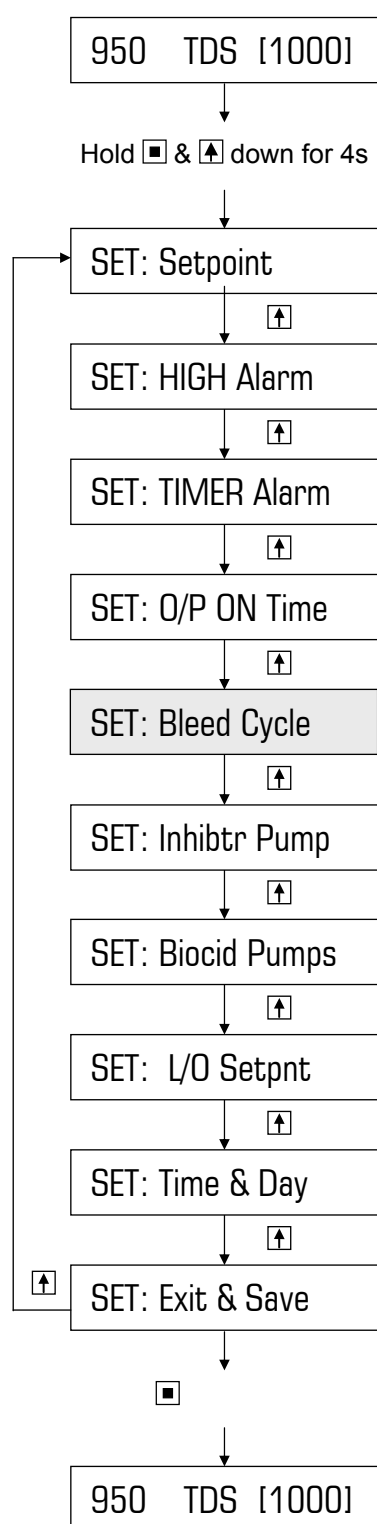 950 TDS [1000]
Hold & down for 4s
SET: Setpoint
SET: HIGH Alarm
SET: TIMER Alarm
SET: O/P ON Time
SET: Bleed Cycle
SET: Inhibtr Pump
SET: Biocid Pumps
SET: L/O Setpnt
SET: Time & Day
SET: Exit & Save
950 TDS [1000]